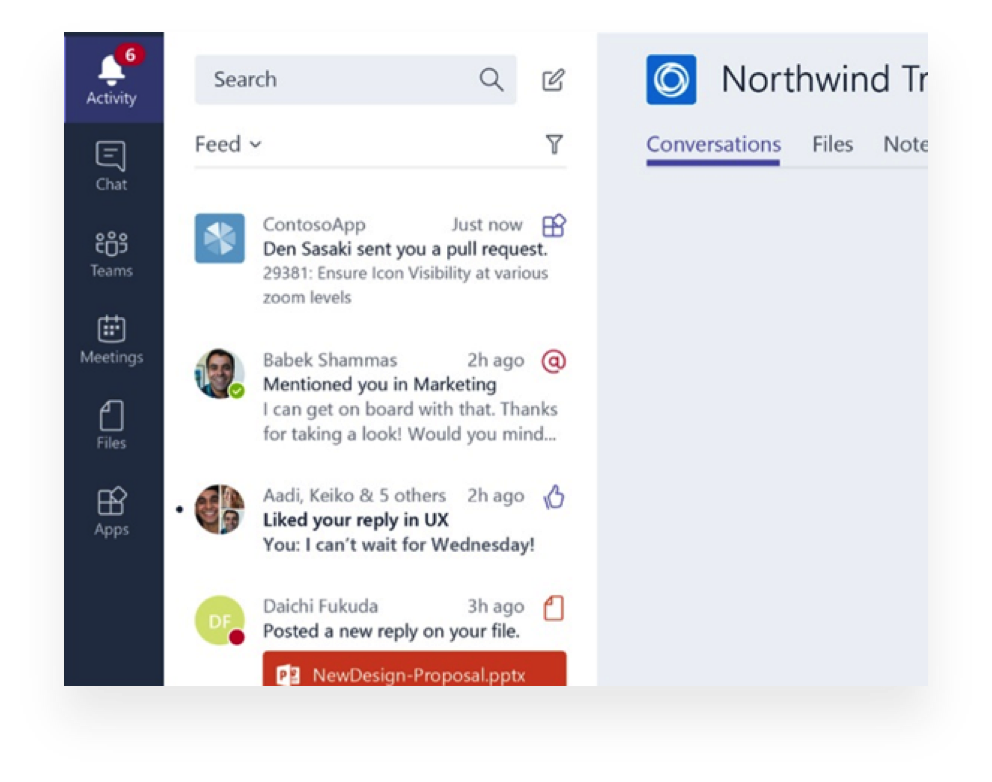 6
Activity
Chat
Teams
Meetings
Files
Apps
Search
Feed
ContosoApp Just now
Den Sasaki sent you a pull request.
29381: Ensure Icon Visibility at various
zoom levels
Babek Shammas 2h ago
Mentioned you in Marketing
I can get on board with that. Thanks
for taking a look! Would you mind...
Aadi, Keiko & 5 others 2h ago
Liked your reply in UX
You: I can't wait for Wednesday!
DF
Daichi Fukuda 3h ago
Posted a new reply on your file.
NewDesign-Proposal.pptx
Northwind Tr
Conversations Files Note